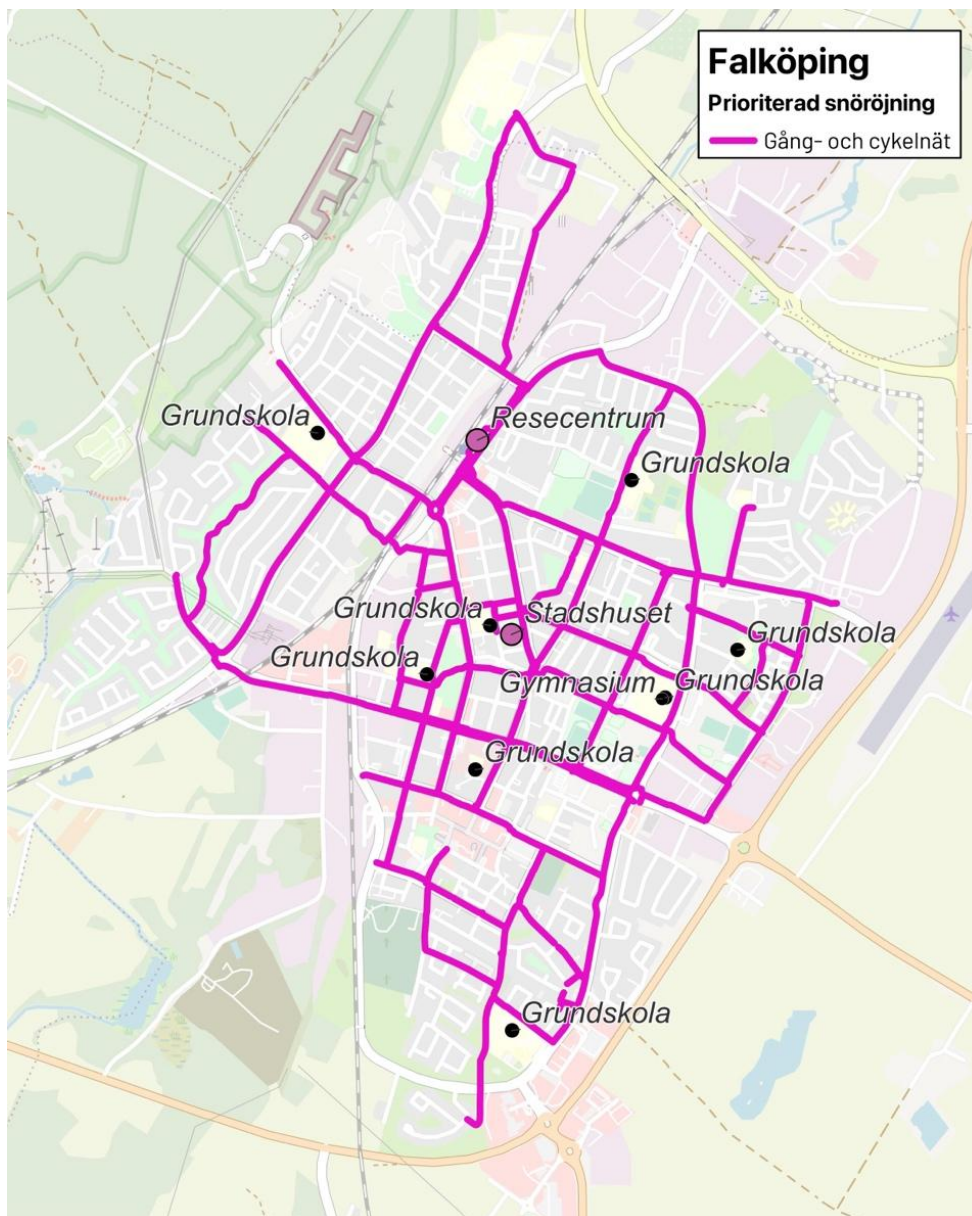 Falköping
Prioriterad snöröjning
Gång- och cykelnät
Grundskola
Resecentrum
Grundskola
Grundskola
Stadshuset
Grundskola
Grundskola
Gymnasium
Grundskola
Grundskola
Grundskola